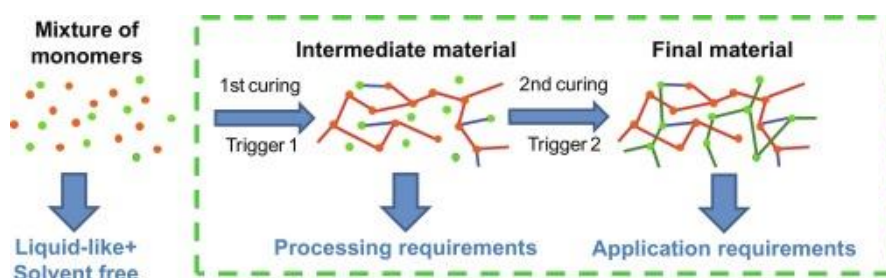 Mixture of
monomers
Intermediate material
Final material
1st curing
Trigger 1
2nd curing
Trigger 2
Liquid-like+
Solvent free
Processing requirements
Application requirements